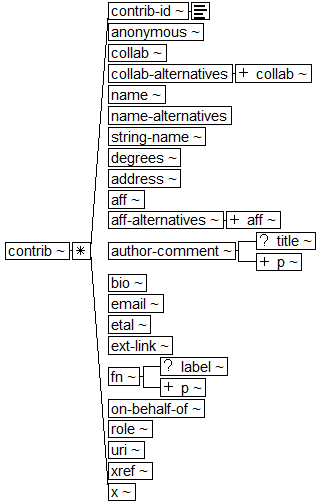 contrib-id ~
anonymous ~
collab ~
collab-alternatives + collab ~
name ~
name-alternatives
string-name ~
degrees ~
address ~
aff ~
aff-alternatives ~ + aff ~
contrib ~ * author-comment ~ ? title ~
+ p ~
bio ~
email ~
etal ~
ext-link ~
fn ~ ? label ~
+ p ~
on-behalf-of ~
role ~
uri ~
xref ~
x ~